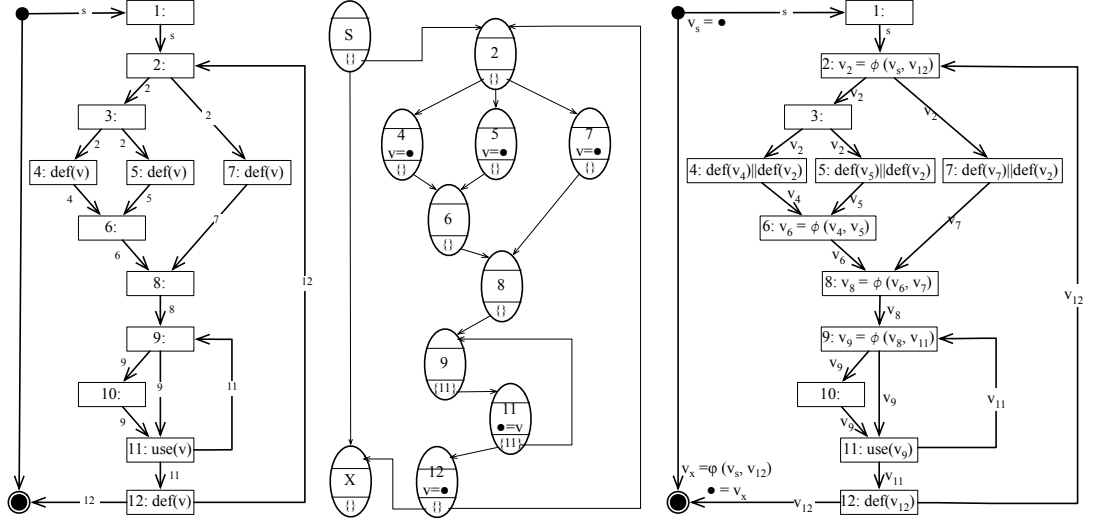 s
1:
s
2:
2
2
3:
2
2
4: def(v)
5: def(v)
7: def(v)
4
5
7
6:
6
8:
8
12
9:
9
9
11
10:
9
11: use(v)
11
12
12: def(v)
S
{}
2
{}
4
v=●
{}
5
v=●
{}
7
v=●
{}
6
{}
8
{}
9
{11}
11
●=v
{11}
X
{}
12
v=●
{}
s
v_s = ●
1:
s
2: v_2 = ϕ (v_s, v_12)
v_2
v_2
3:
v_2
v_2
4: def(v_4)||def(v_2)
5: def(v_5)||def(v_2)
7: def(v_7)||def(v_2)
v_4
v_5
v_7
6: v_6 = ϕ (v_4, v_5)
v_6
8: v_8 = ϕ (v_6, v_7)
v_12
v_8
9: v_9 = ϕ (v_8, v_11)
v_9
v_9
v_11
10:
v_9
11: use(v_9)
v_x =φ (v_s, v_12)
v_11
● = v_x
v_12
12: def(v_12)